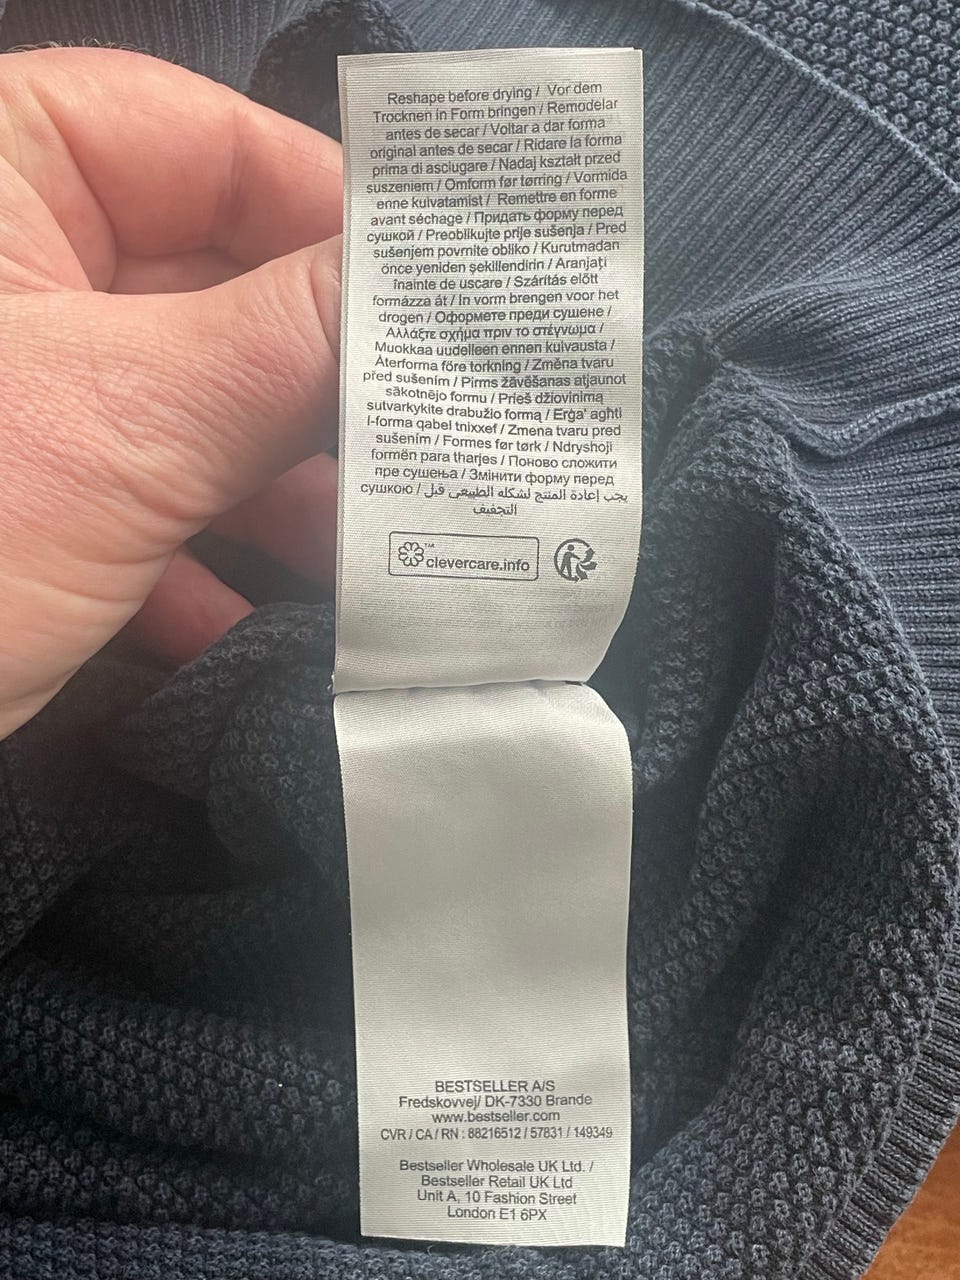 Reshape before drying / Vor dem
Trocknen in Form bringen / Remodelar
antes de secar / Voltar a dar forma
original antes de secar / Ridare la forma
prima di asciugare / Nadaj kształt przed
suszeniem / Omform før tørring / Vormida
enne kuivatamist / Remettre en forme
avant séchage / Придать форму перед
сушкой / Preoblikujte prije sušenja / Pred
sušenjem povrnite obliko / Kurutmadan
önce yeniden şekillendirin / Aranjați
înainte de uscare / Szárítás előtt
formázza át / In vorm brengen voor het
drogen / Оформете преди сушене /
Αλλάξτε σχήμα πριν το στέγνωμα /
Muokkaa uudelleen ennen kuivausta /
Återforma före torkning / Změna tvaru
před sušením / Pirms žāvēšanas atjaunot
sākotnējo formu / Prieš džiovinimą
sutvarkykite drabužio formą / Erġa' agħti
l-forma qabel tnixxef / Zmena tvaru pred
sušením / Formes før tørk / Ndryshoji
formën para tharjes / Поново сложити
пре сушења / Змінити форму перед
сушкою / يجب إعادة المنتج لشكله الطبيعى قبل
التجفيف
™
clevercare.info
BESTSELLER A/S
Fredskovvej/ DK-7330 Brande
www.bestseller.com
CVR / CA / RN : 88216512 / 57831 / 149349
Bestseller Wholesale UK Ltd. /
Bestseller Retail UK Ltd
Unit A, 10 Fashion Street
London E1 6PX